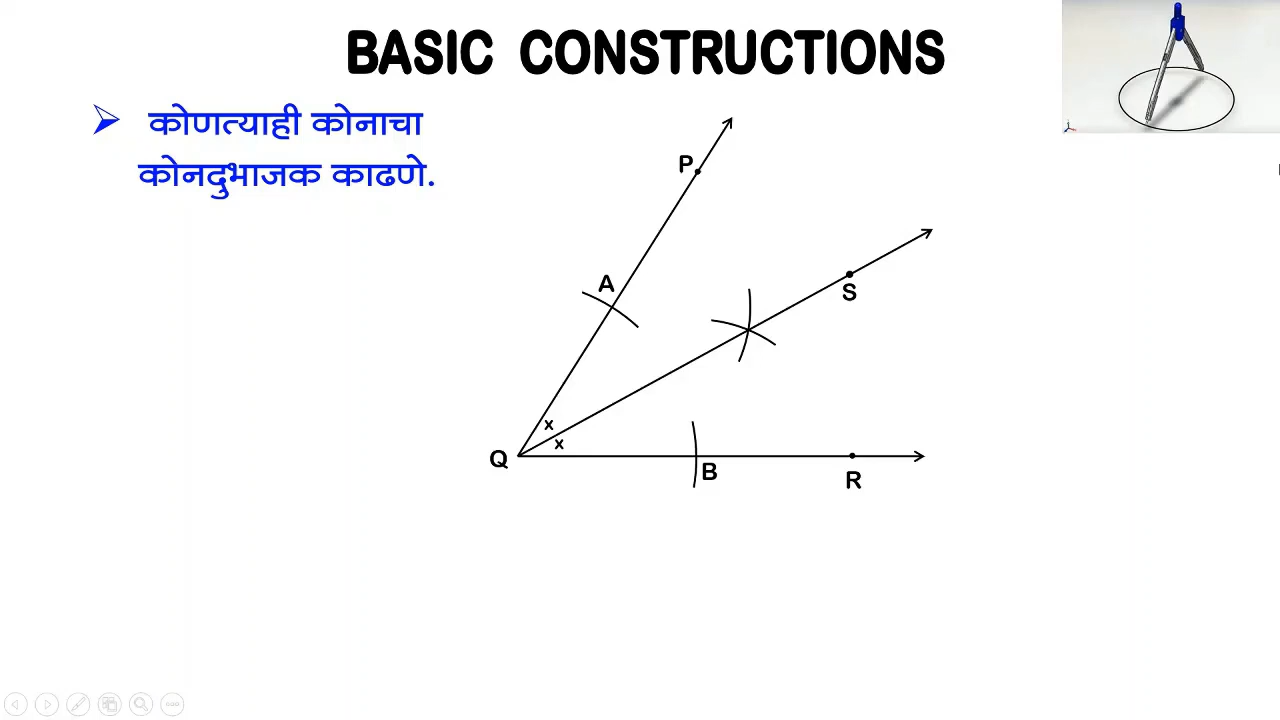 BASIC CONSTRUCTIONS
कोणत्याही कोनाचा
कोनदुभाजक काढणे.
P
A
S
x
x
Q
B
R